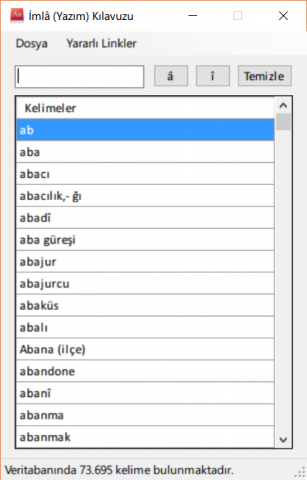 İmlâ (Yazım) Kılavuzu
Dosya Yararlı Linkler
â î Temizle
Kelimeler
ab
aba
abacı
abacılık,- ğı
abadî
aba güreşi
abajur
abajurcu
abaküs
abalı
Abana (ilçe)
abandone
abanî
abanma
abanmak
Veritabanında 73.695 kelime bulunmaktadır.